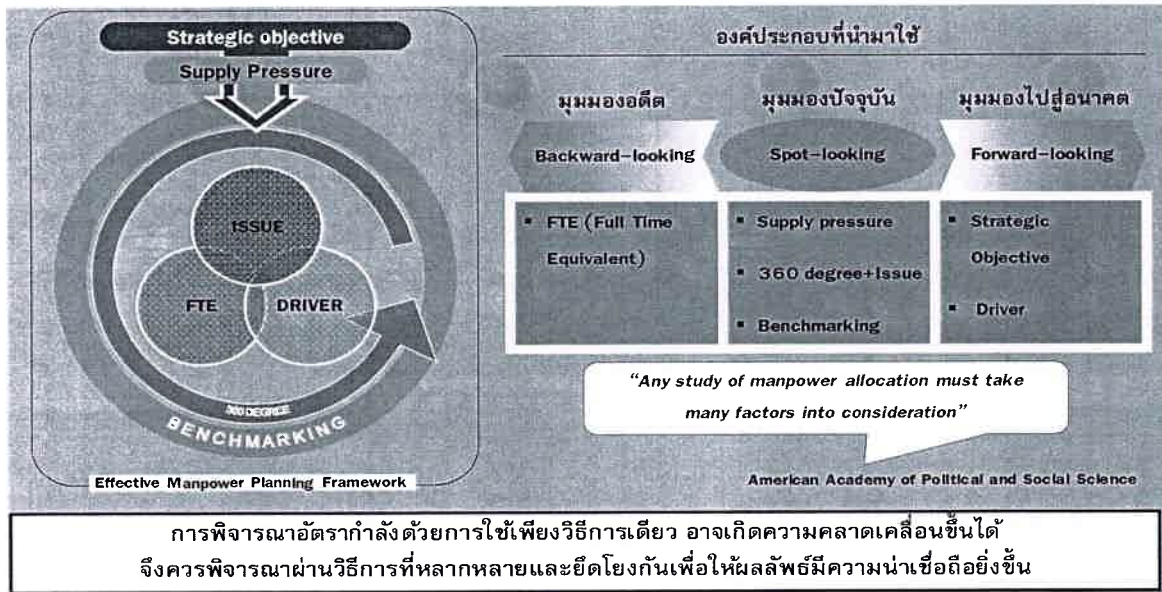 Strategic objective
Supply Pressure
ISSUE
FTE
DRIVER
360 DEGREE
BENCHMARKING
Effective Manpower Planning Framework
องค์ประกอบที่นำมาใช้
มุมมองอดีต
Backward-looking
▪ FTE (Full Time
Equivalent)
มุมมองปัจจุบัน
Spot-looking
▪ Supply pressure
▪ 360 degree+Issue
▪ Benchmarking
มุมมองไปสู่อนาคต
Forward-looking
▪ Strategic
Objective
▪ Driver
"Any study of manpower allocation must take
many factors into consideration"
American Academy of Political and Social Science
การพิจารณาอัตรากำลังด้วยการใช้เพียงวิธีการเดียว อาจเกิดความคลาดเคลื่อนขึ้นได้
จึงควรพิจารณาผ่านวิธีการที่หลากหลายและยึดโยงกันเพื่อให้ผลลัพธ์มีความน่าเชื่อถือยิ่งขึ้น